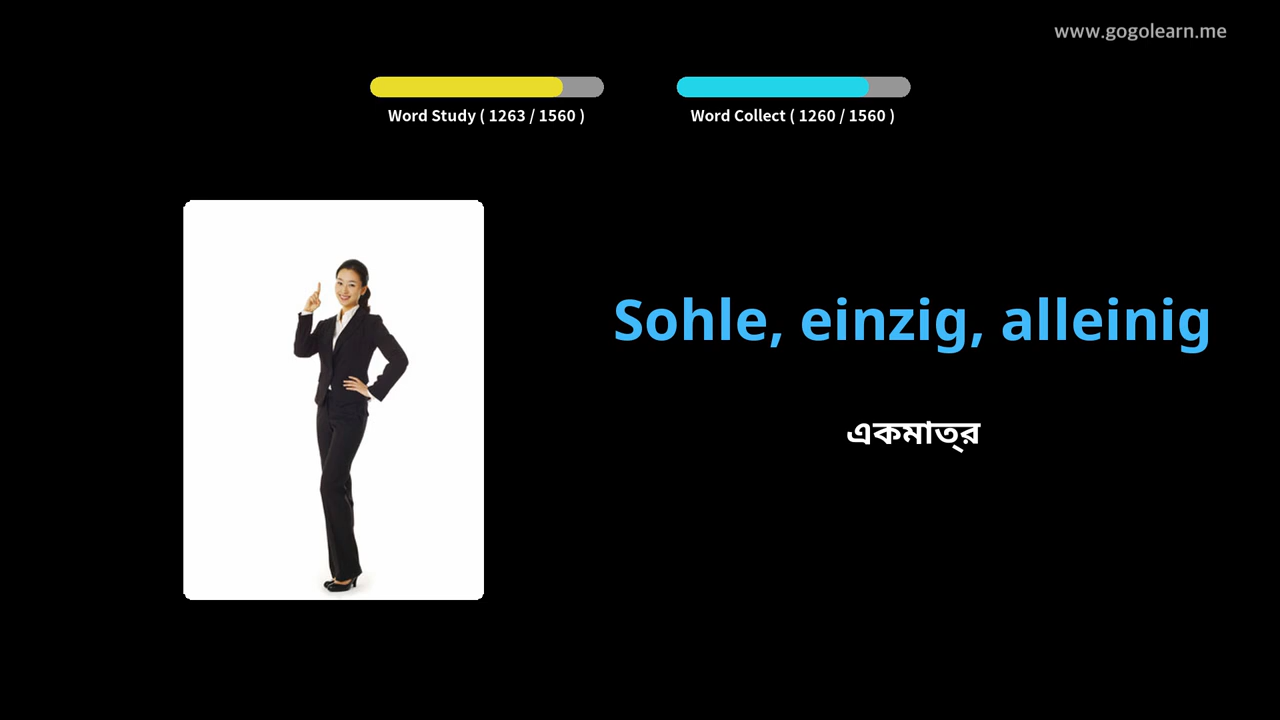 www.gogolearn.me
Word Study ( 1263 / 1560 )
Word Collect ( 1260 / 1560 )
Sohle, einzig, alleinig
একমাত্র